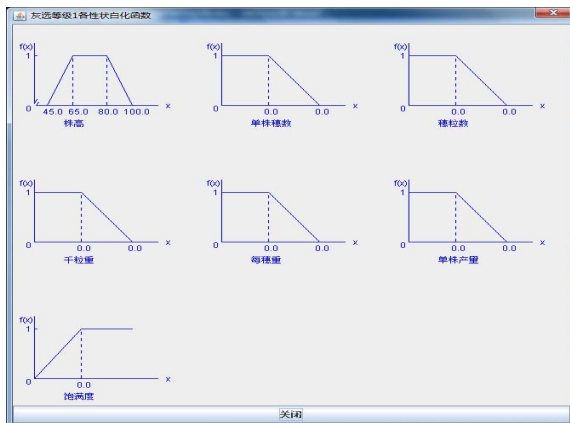 灰选等级1各性状白化函数
f(x)
1
0
45.0 65.0 80.0 100.0
x
株高
f(x)
1
0
0.0 0.0
x
单株穗数
f(x)
1
0
0.0 0.0
x
穗粒数
f(x)
1
0
0.0 0.0
x
千粒重
f(x)
1
0
0.0 0.0
x
每穗重
f(x)
1
0
0.0 0.0
x
单株产量
f(x)
1
0
0.0
x
饱满度
关闭